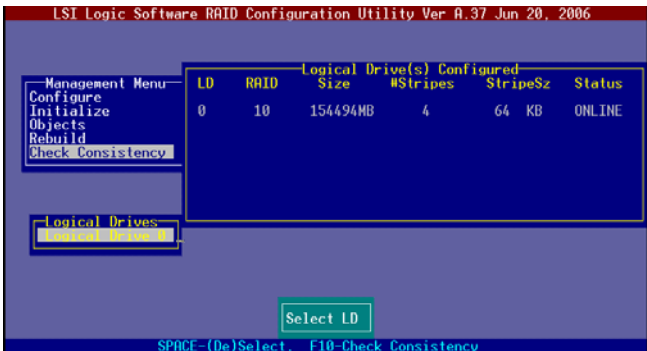 LSI Logic Software RAID Configuration Utility Ver A.37 Jun 20, 2006
Logical Drive(s) Configured
LD RAID Size #Stripes StripeSz Status
0 10 154494MB 4 64 KB ONLINE
Management Menu
Configure
Initialize
Objects
Rebuild
Check Consistency
Logical Drives
Logical Drive 0
Select LD
SPACE-(De)Select, F10-Check Consistency